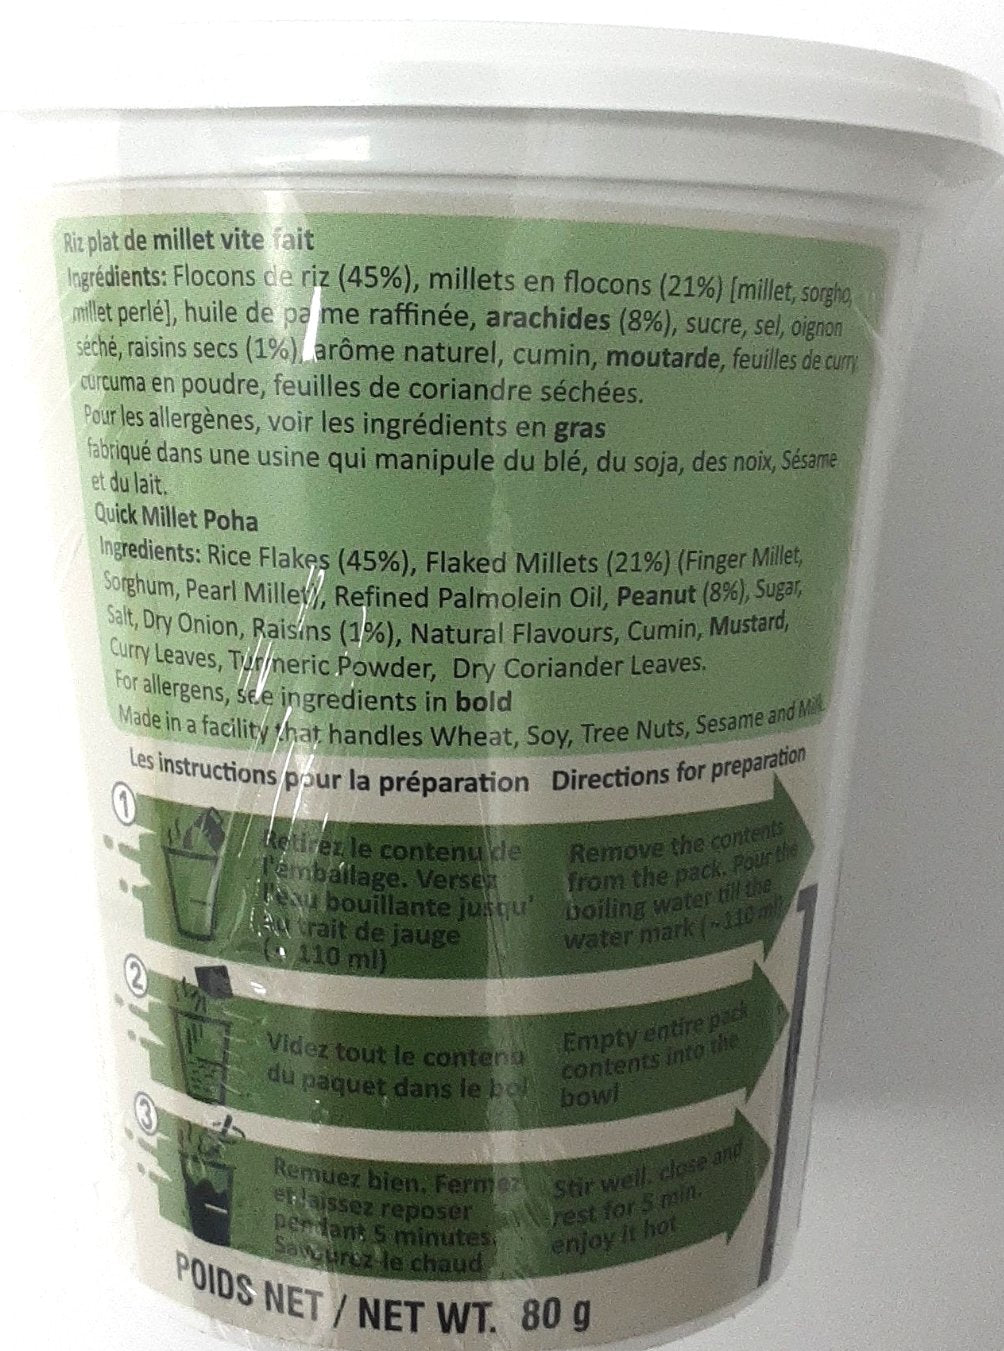 Riz plat de millet vite fait
Ingrédients: Flocons de riz (45%), millets en flocons (21%) [millet, sorgho,
millet perlé], huile de palme raffinée, arachides (8%), sucre, sel, oignon
séché, raisins secs (1%), arôme naturel, cumin, moutarde, feuilles de curry
curcuma en poudre, feuilles de coriandre séchées.
Pour les allergènes, voir les ingrédients en gras
fabriqué dans une usine qui manipule du blé, du soja, des noix, Sésame
et du lait.
Quick Millet Poha
Ingredients: Rice Flakes (45%), Flaked Millets (21%) (Finger Millet,
Sorghum, Pearl Millet), Refined Palmolein Oil, Peanut (8%), Sugar,
Salt, Dry Onion, Raisins (1%), Natural Flavours, Cumin, Mustard,
Curry Leaves, Turmeric Powder, Dry Coriander Leaves.
For allergens, see ingredients in bold
Made in a facility that handles Wheat, Soy, Tree Nuts, Sesame and Milk.
Les instructions pour la préparation Directions for preparation
1
Retirez le contenu de
l'emballage. Versez
l'eau bouillante jusqu'
au trait de jauge
(~ 110 ml)
Remove the contents
from the pack. Pour the
boiling water till the
water mark (~110 ml)
2
Videz tout le contenu
du paquet dans le bol
Empty entire pack
contents into the
bowl
3
Remuez bien. Fermez
et laissez reposer
pendant 5 minutes.
Savourez le chaud
Stir well. close and
rest for 5 min.
enjoy it hot
POIDS NET / NET WT. 80 g